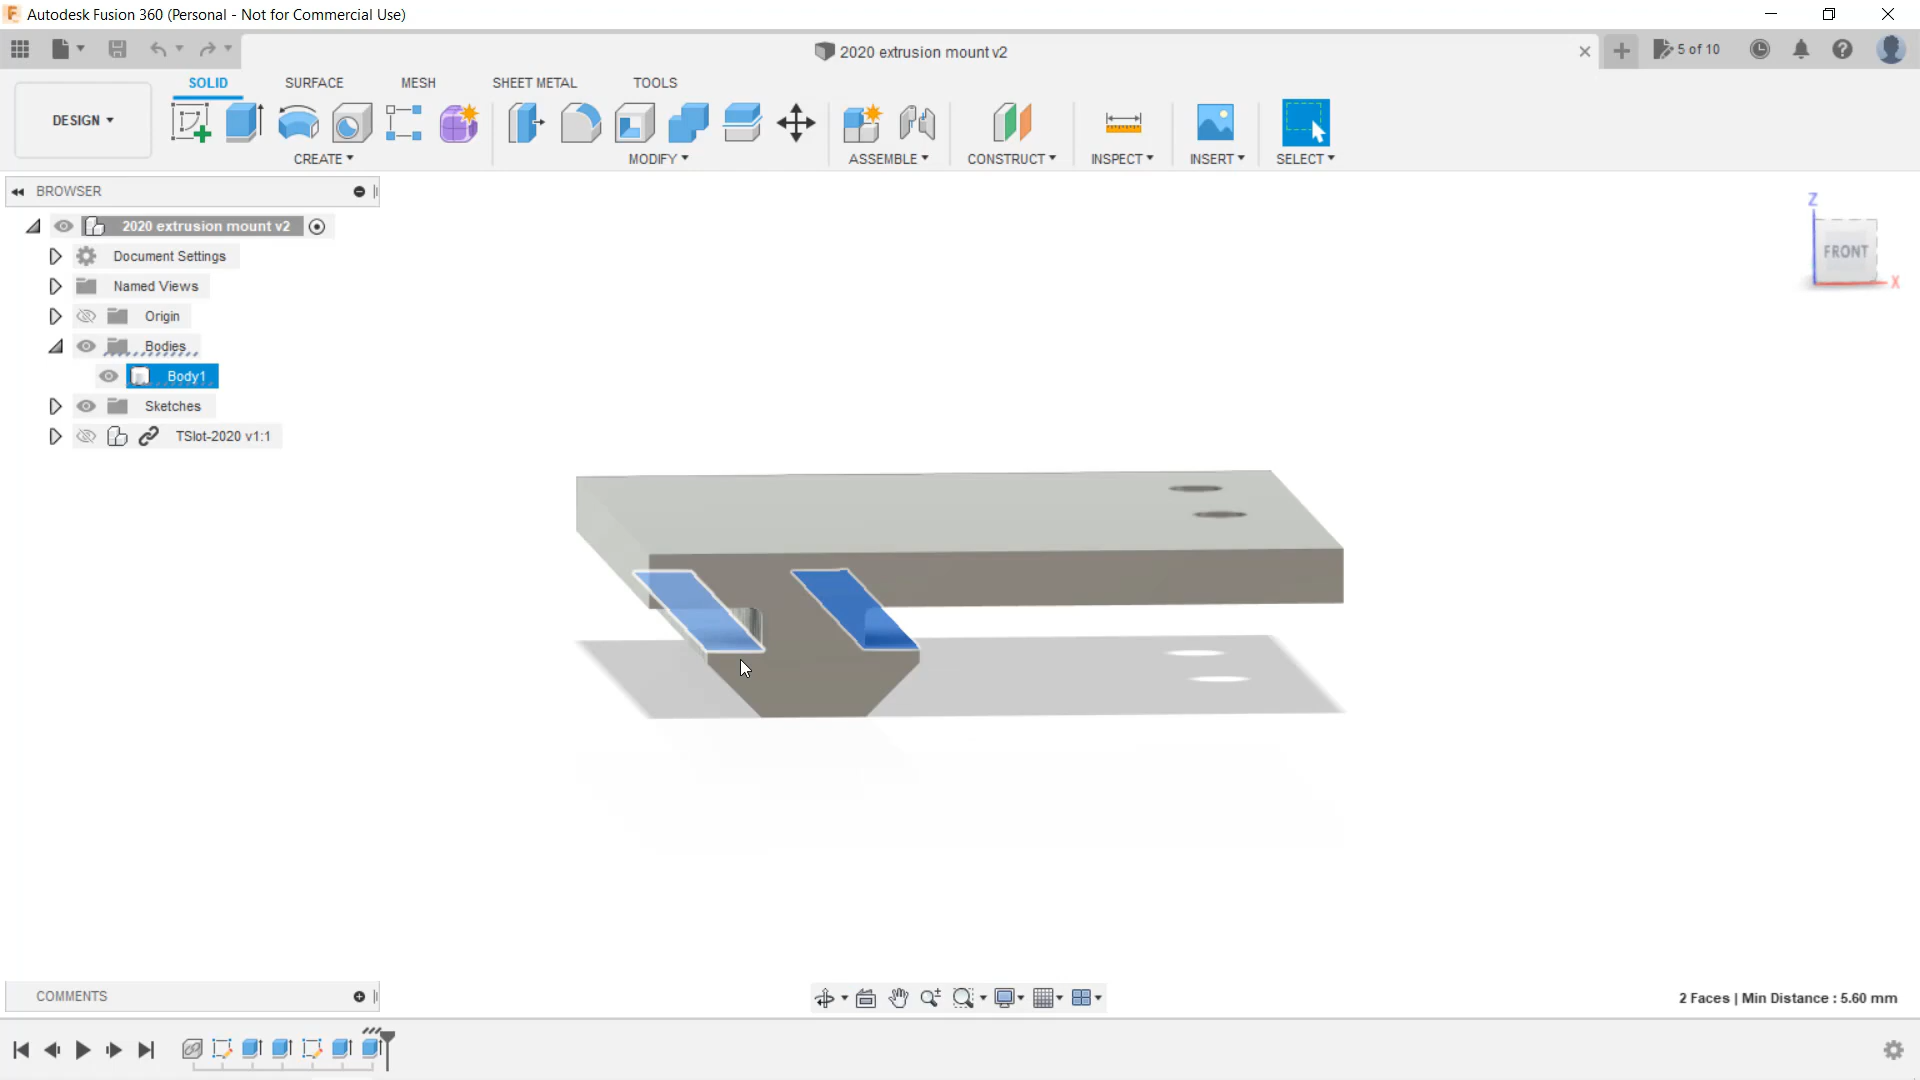 Autodesk Fusion 360 (Personal - Not for Commercial Use)
2020 extrusion mount v2
5 of 10
SOLID SURFACE MESH SHEET METAL TOOLS
DESIGN
CREATE MODIFY ASSEMBLE CONSTRUCT INSPECT INSERT SELECT
BROWSER
2020 extrusion mount v2
Document Settings
Named Views
Origin
Bodies
Body1
Sketches
TSlot-2020 v1:1
Z
FRONT
X
COMMENTS
2 Faces | Min Distance : 5.60 mm